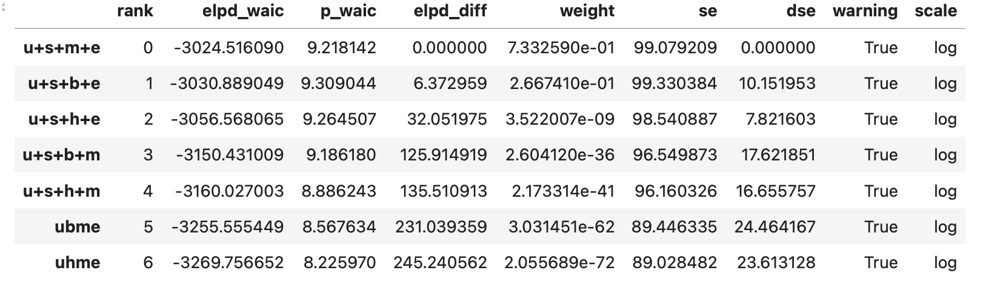 rank elpd_waic p_waic elpd_diff weight se dse warning scale
u+s+m+e 0 -3024.516090 9.218142 0.000000 7.332590e-01 99.079209 0.000000 True log
u+s+b+e 1 -3030.889049 9.309044 6.372959 2.667410e-01 99.330384 10.151953 True log
u+s+h+e 2 -3056.568065 9.264507 32.051975 3.522007e-09 98.540887 7.821603 True log
u+s+b+m 3 -3150.431009 9.186180 125.914919 2.604120e-36 96.549873 17.621851 True log
u+s+h+m 4 -3160.027003 8.886243 135.510913 2.173314e-41 96.160326 16.655757 True log
ubme 5 -3255.555449 8.567634 231.039359 3.031451e-62 89.446335 24.464167 True log
uhme 6 -3269.756652 8.225970 245.240562 2.055689e-72 89.028482 23.613128 True log